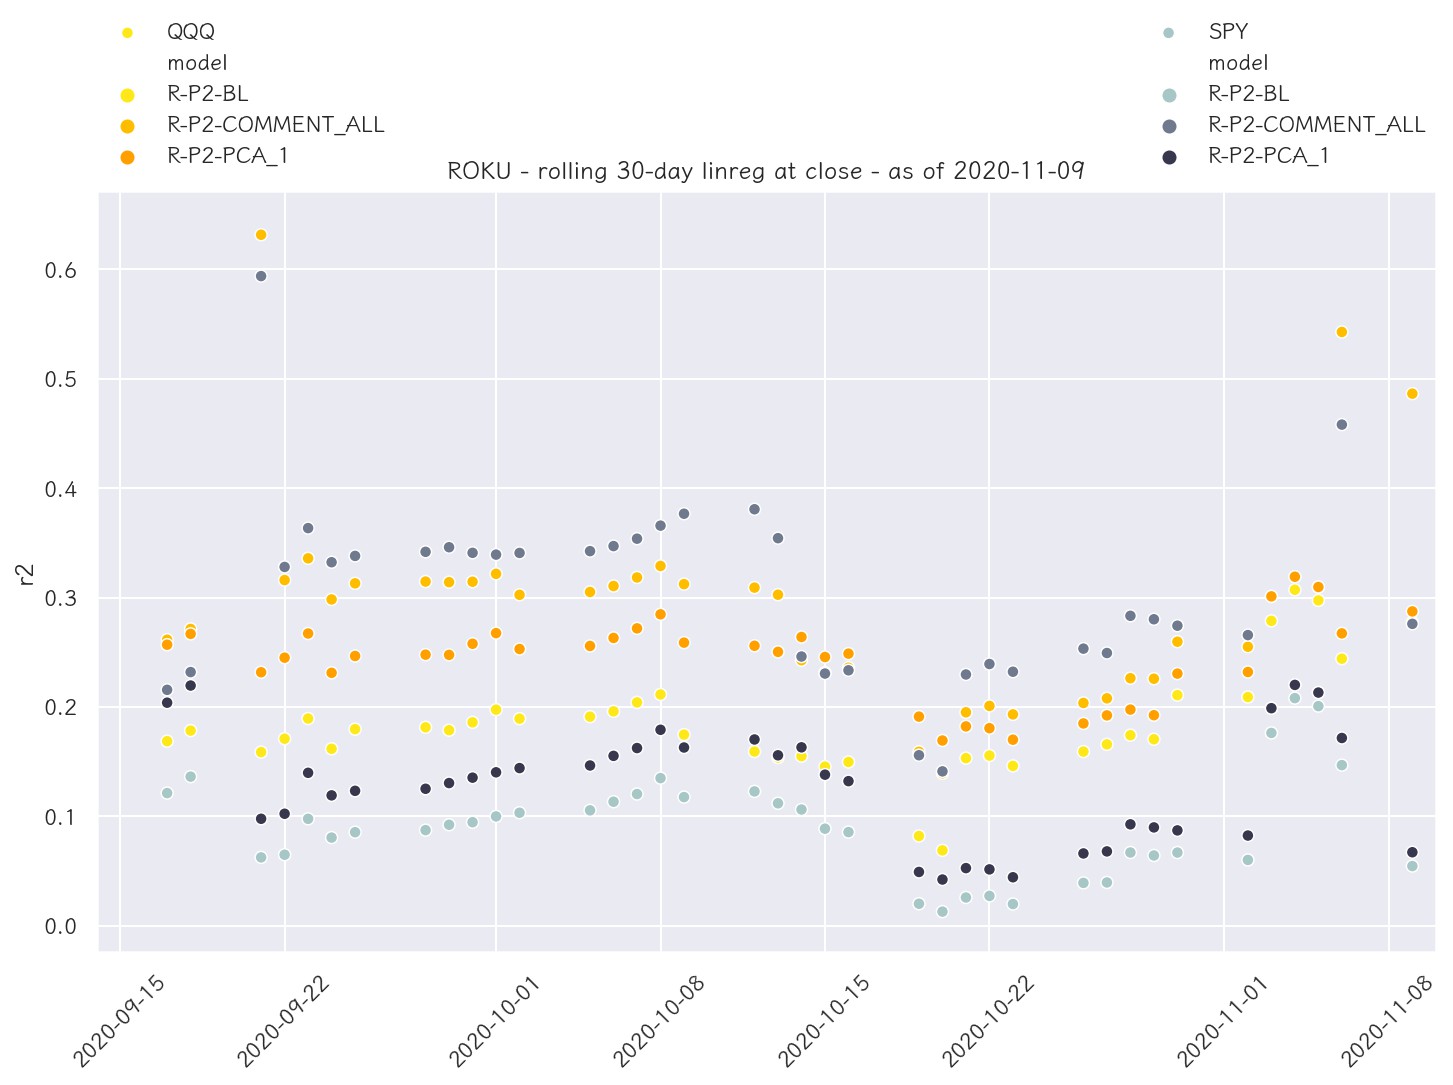 QQQ
model
R-P2-BL
R-P2-COMMENT_ALL
R-P2-PCA_1
SPY
model
R-P2-BL
R-P2-COMMENT_ALL
R-P2-PCA_1
ROKU - rolling 30-day linreg at close - as of 2020-11-09
r2
0.6
0.5
0.4
0.3
0.2
0.1
0.0
2020-09-15
2020-09-22
2020-10-01
2020-10-08
2020-10-15
2020-10-22
2020-11-01
2020-11-08